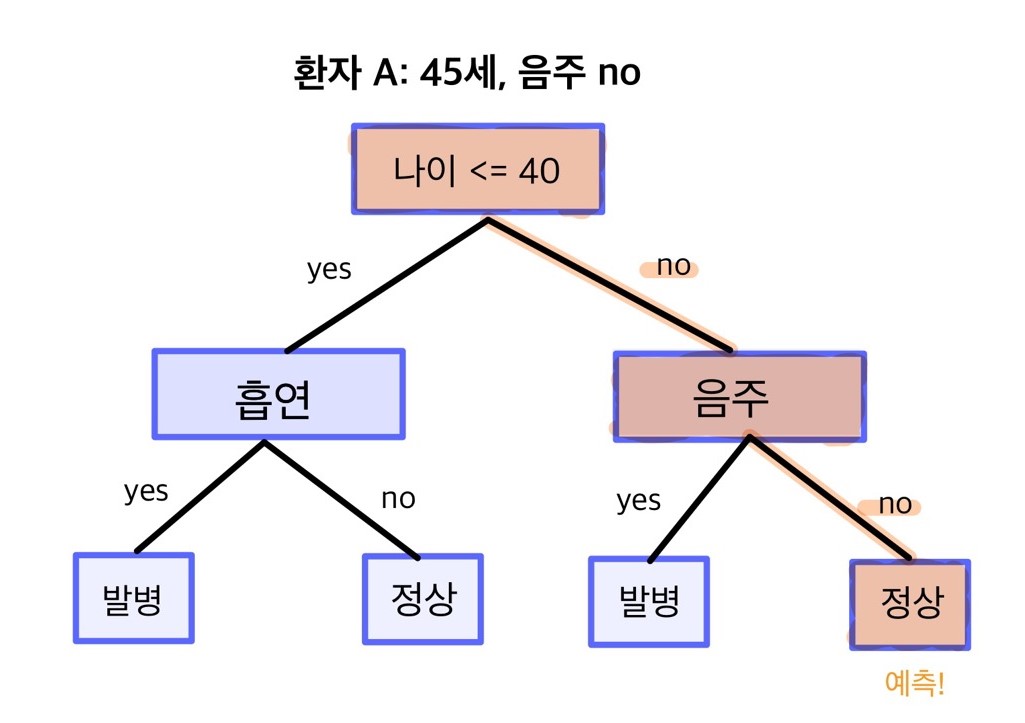 환자 A: 45세, 음주 no
나이 <= 40
yes
no
흡연
음주
yes
no
yes
no
발병
정상
발병
정상
예측!